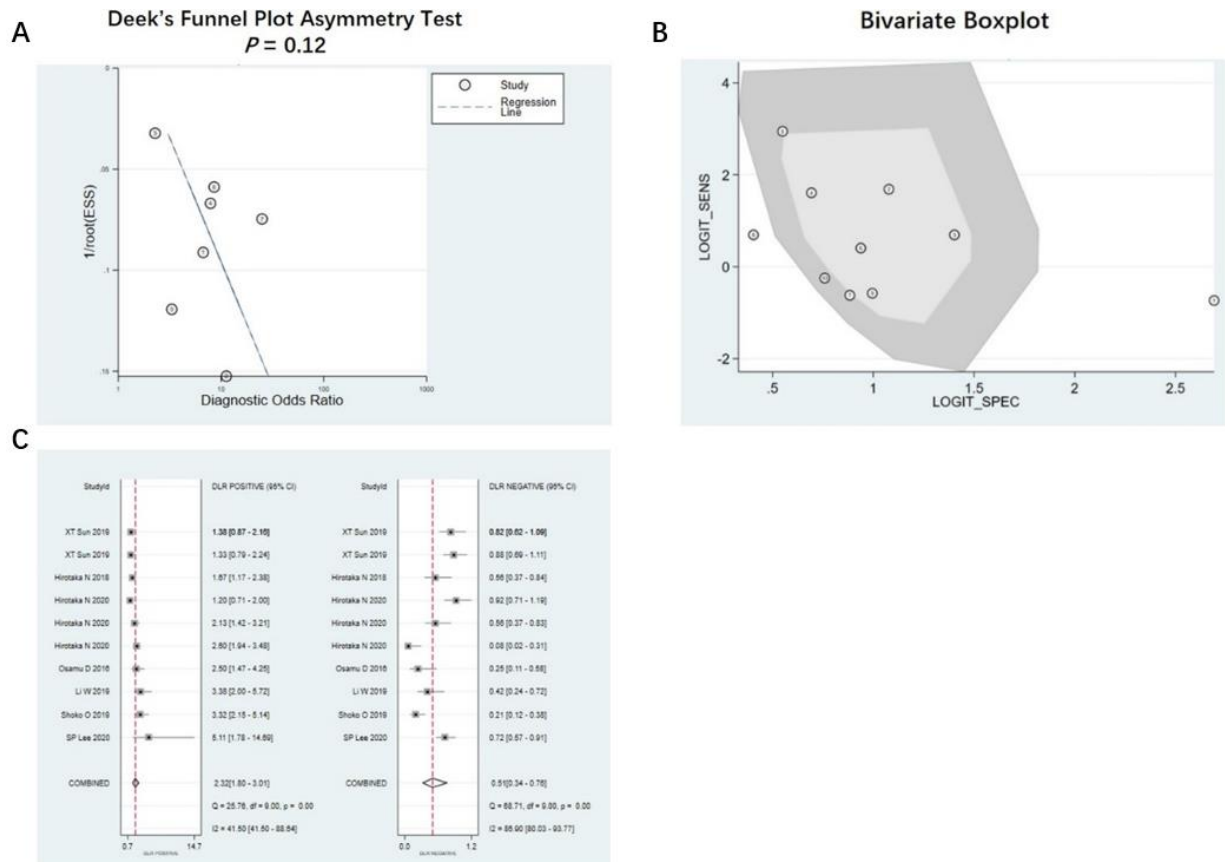 A
Deek's Funnel Plot Asymmetry Test
P = 0.12
0
.05
.1
.15
1/root(ESS)
1
10
100
1000
Diagnostic Odds Ratio
Study
Regression
Line
B
Bivariate Boxplot
4
2
0
-2
LOGIT_SENS
.5
1
1.5
2
2.5
LOGIT_SPEC
C
StudyId DLR POSITIVE (95% CI)
XT Sun 2019 1.38 [0.87 - 2.16]
XT Sun 2019 1.33 [0.79 - 2.24]
Hirotaka N 2018 1.67 [1.17 - 2.38]
Hirotaka N 2020 1.20 [0.71 - 2.00]
Hirotaka N 2020 2.13 [1.42 - 3.21]
Hirotaka N 2020 2.60 [1.94 - 3.48]
Osamu D 2016 2.50 [1.47 - 4.25]
Li W 2019 3.38 [2.00 - 5.72]
Shoko O 2019 3.32 [2.15 - 5.14]
SP Lee 2020 5.11 [1.78 - 14.69]
COMBINED 2.32[1.80 - 3.01]
Q = 25.76, df = 9.00, p = 0.00
I2 = 41.50 [41.50 - 88.64]
0.7 14.7
DLR POSITIVE
StudyId DLR NEGATIVE (95% CI)
XT Sun 2019 0.82 [0.62 - 1.09]
XT Sun 2019 0.88 [0.69 - 1.11]
Hirotaka N 2018 0.56 [0.37 - 0.84]
Hirotaka N 2020 0.92 [0.71 - 1.19]
Hirotaka N 2020 0.56 [0.37 - 0.83]
Hirotaka N 2020 0.08 [0.02 - 0.31]
Osamu D 2016 0.25 [0.11 - 0.58]
Li W 2019 0.42 [0.24 - 0.72]
Shoko O 2019 0.21 [0.12 - 0.38]
SP Lee 2020 0.72 [0.57 - 0.91]
COMBINED 0.51[0.34 - 0.76]
Q = 68.71, df = 9.00, p = 0.00
I2 = 86.90 [80.03 - 93.77]
0.0 1.2
DLR NEGATIVE